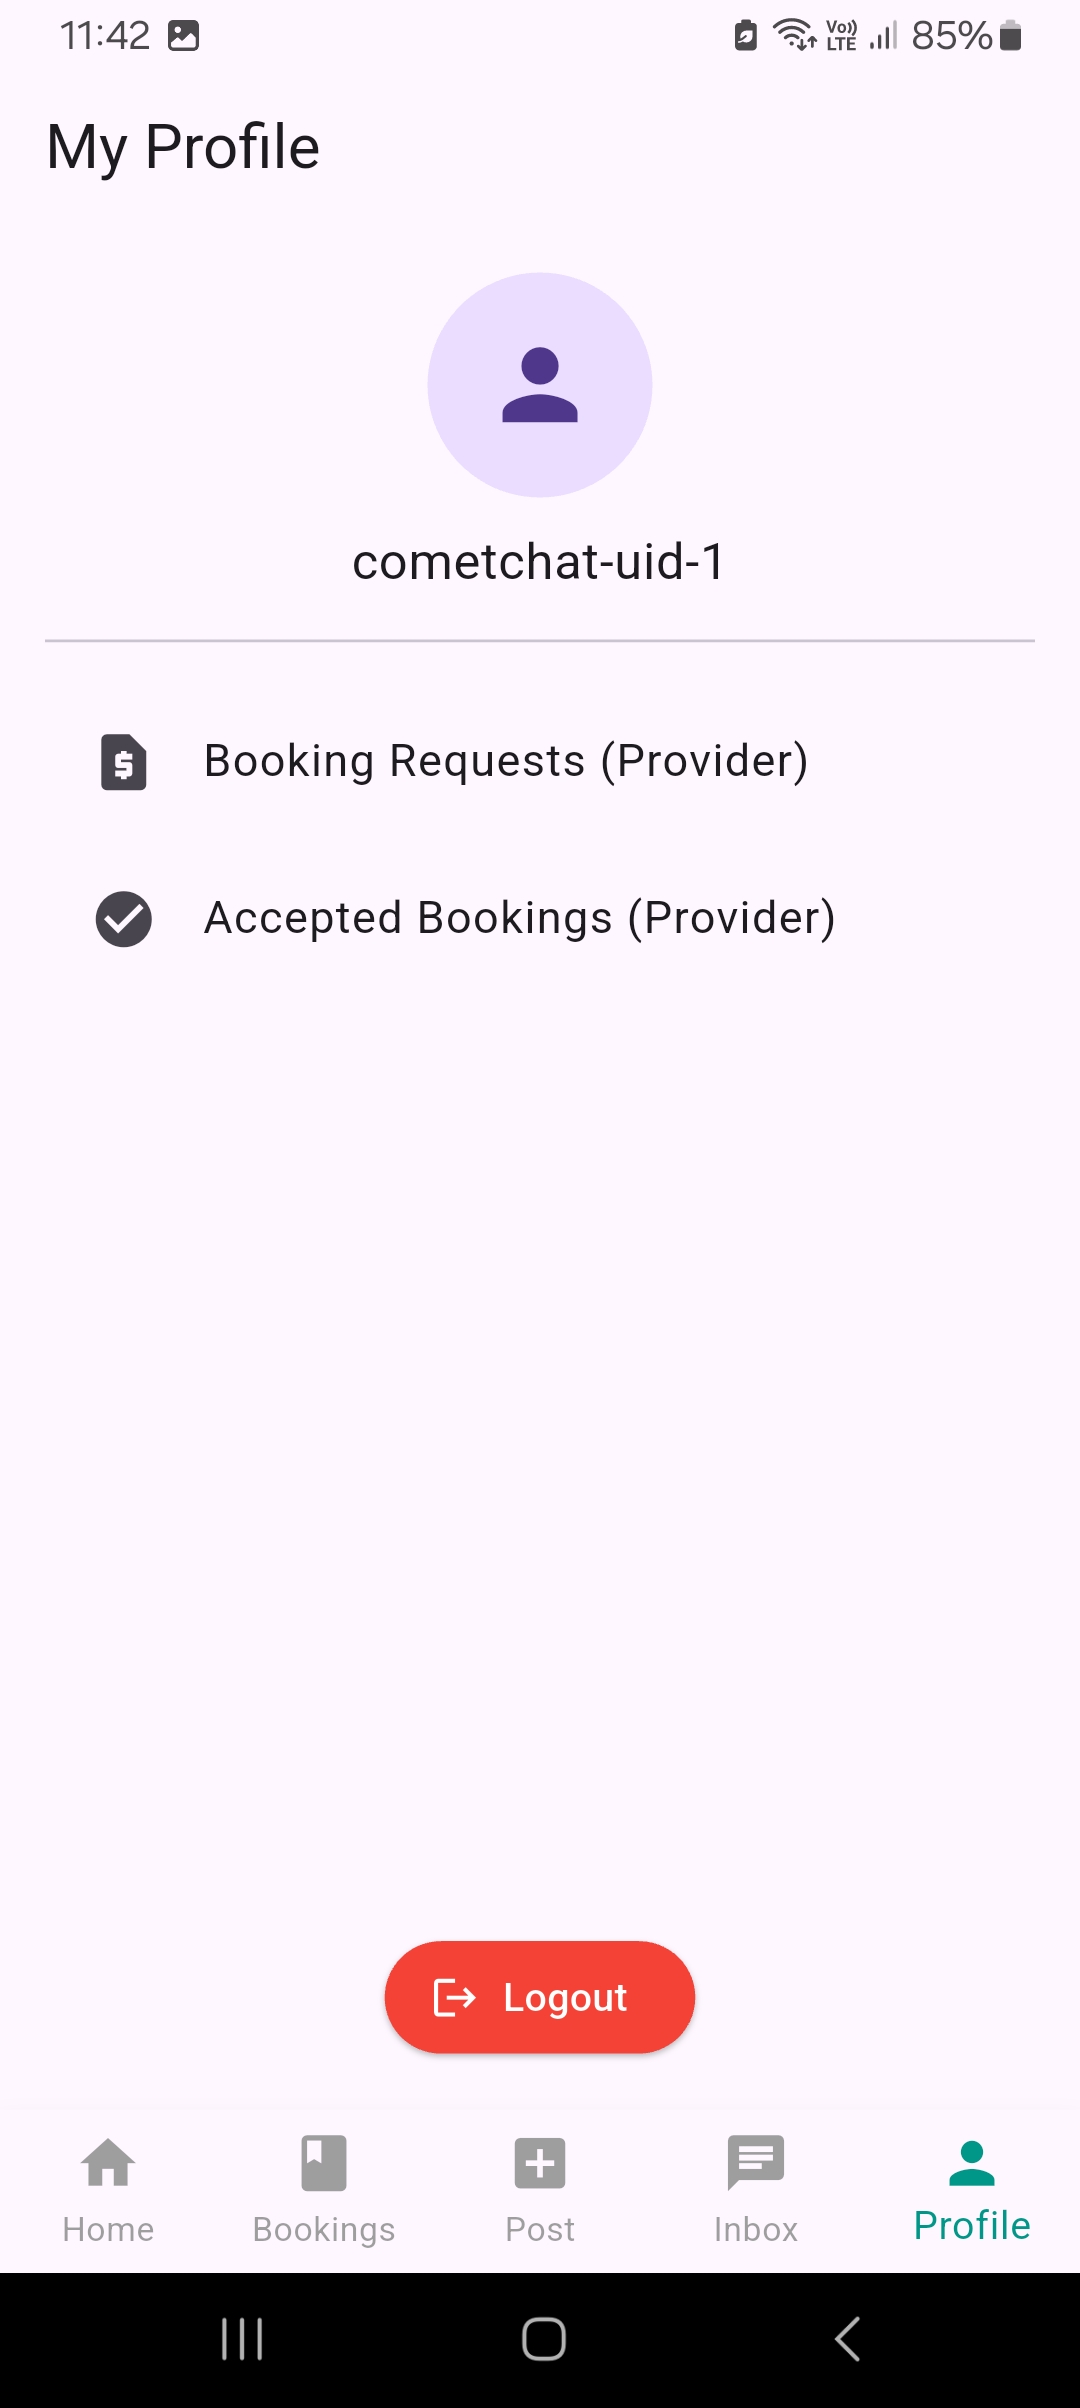 11:42
Vo)) LTE
85%
My Profile
cometchat-uid-1
Booking Requests (Provider)
Accepted Bookings (Provider)
Logout
Home
Bookings
Post
Inbox
Profile